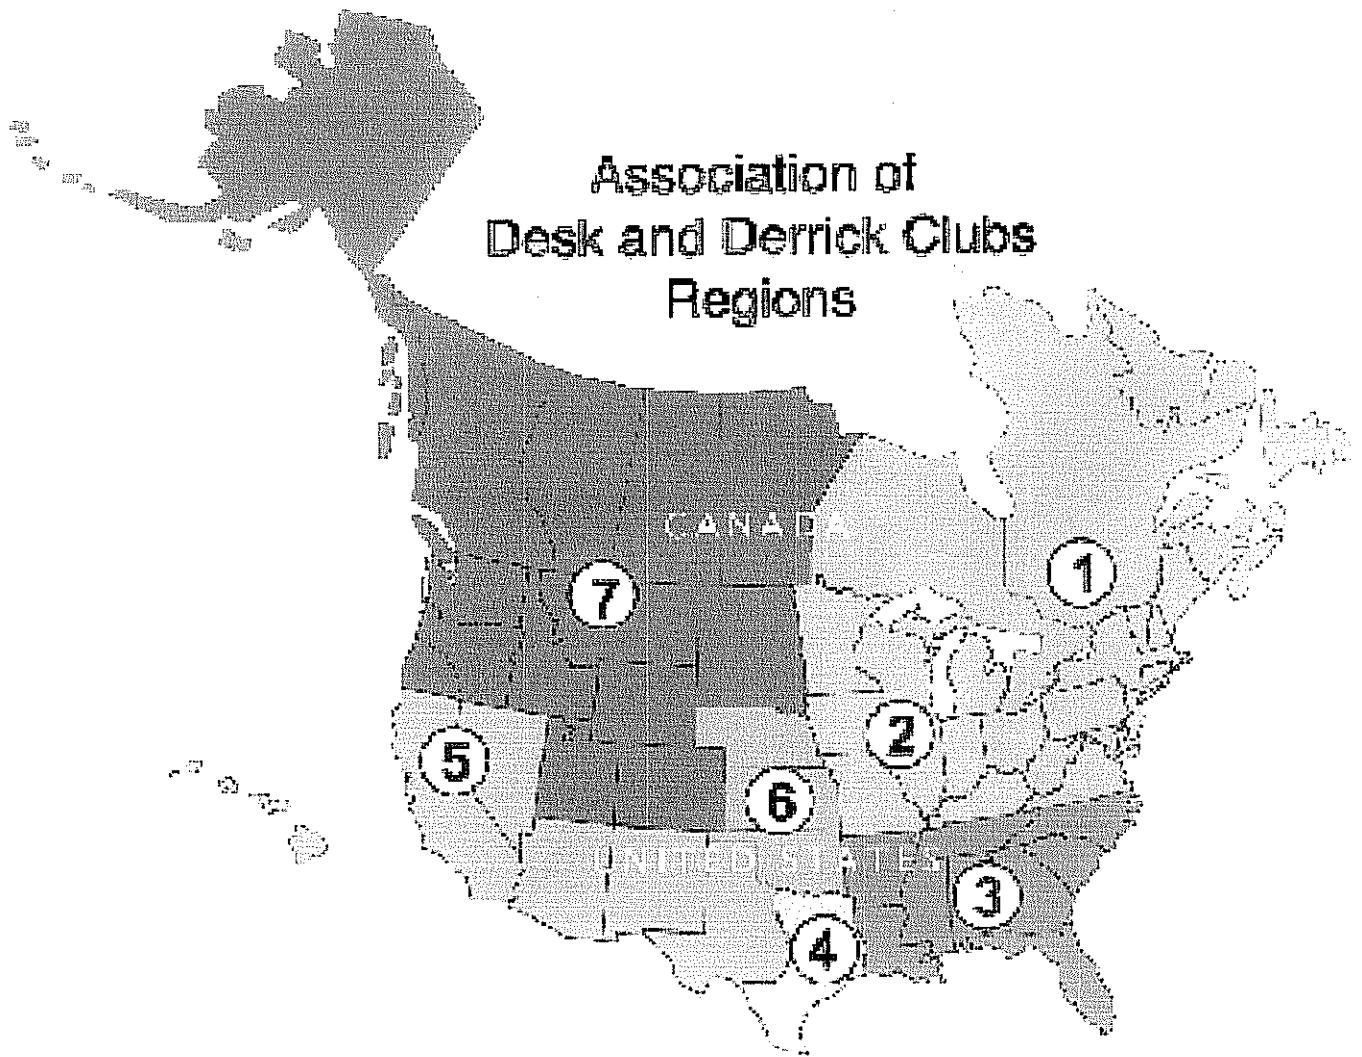 Association of
Desk and Derrick Clubs
Regions
CANADA
1
7
2
5
6
UNITED STATES
3
4